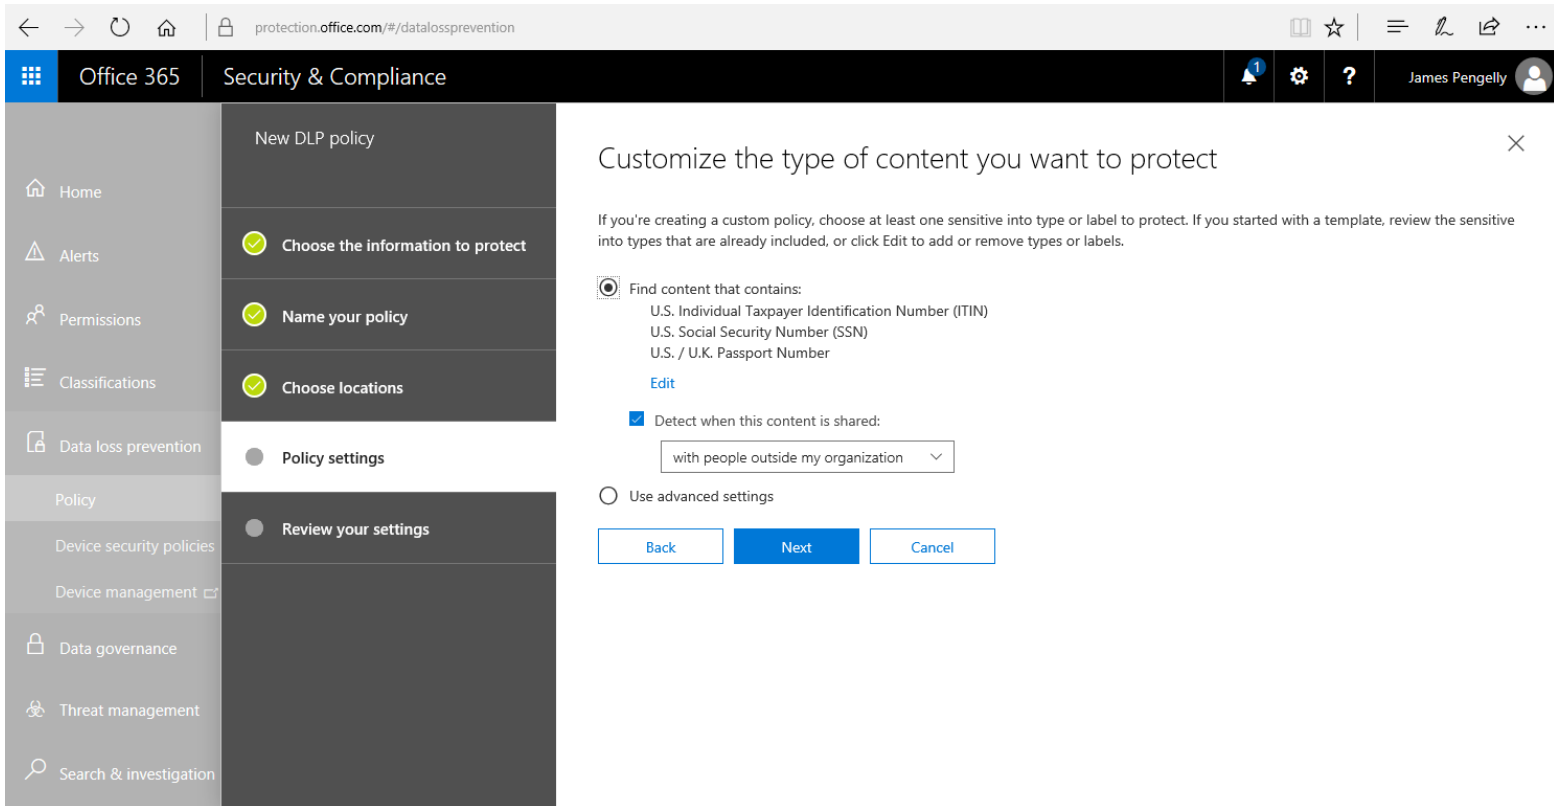 protection.office.com/#/datalossprevention
Office 365
Security & Compliance
1
?
James Pengelly
Home
Alerts
Permissions
Classifications
Data loss prevention
Policy
Device security policies
Device management
Data governance
Threat management
Search & investigation
New DLP policy
Choose the information to protect
Name your policy
Choose locations
Policy settings
Review your settings
Customize the type of content you want to protect
If you're creating a custom policy, choose at least one sensitive into type or label to protect. If you started with a template, review the sensitive
into types that are already included, or click Edit to add or remove types or labels.
Find content that contains:
U.S. Individual Taxpayer Identification Number (ITIN)
U.S. Social Security Number (SSN)
U.S. / U.K. Passport Number
Edit
Detect when this content is shared:
with people outside my organization
Use advanced settings
Back
Next
Cancel